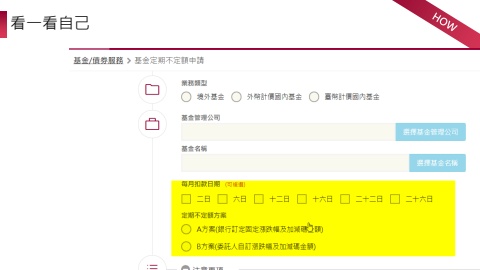 看一看自己
HOW
基金/債券服務 > 基金定期不定額申請
業務類型
境外基金 外幣計價國內基金 臺幣計價國內基金
基金管理公司
選擇基金管理公司
基金名稱
選擇基金名稱
每月扣款日期 (可複選)
二日 六日 十二日 十六日 二十二日 二十六日
定期不定額方案
A方案(銀行訂定固定漲跌幅及加減碼金額)
B方案(委託人自訂漲跌幅及加減碼金額)
注意事項